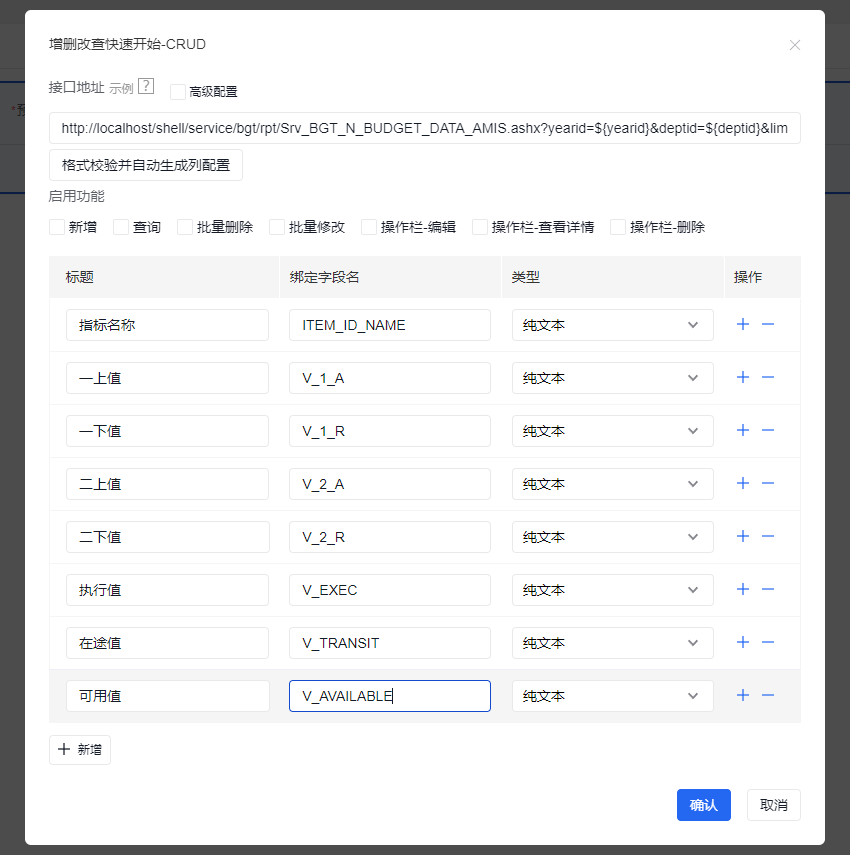 增删改查快速开始-CRUD
接口地址 示例 ? 高级配置
http://localhost/shell/service/bgt/rpt/Srv_BGT_N_BUDGET_DATA_AMIS.ashx?yearid=${yearid}&deptid=${deptid}&lim
格式校验并自动生成列配置
启用功能
新增 查询 批量删除 批量修改 操作栏-编辑 操作栏-查看详情 操作栏-删除
标题 绑定字段名 类型 操作
指标名称 ITEM_ID_NAME 纯文本
一上值 V_1_A 纯文本
一下值 V_1_R 纯文本
二上值 V_2_A 纯文本
二下值 V_2_R 纯文本
执行值 V_EXEC 纯文本
在途值 V_TRANSIT 纯文本
可用值 V_AVAILABLE 纯文本
新增
确认 取消